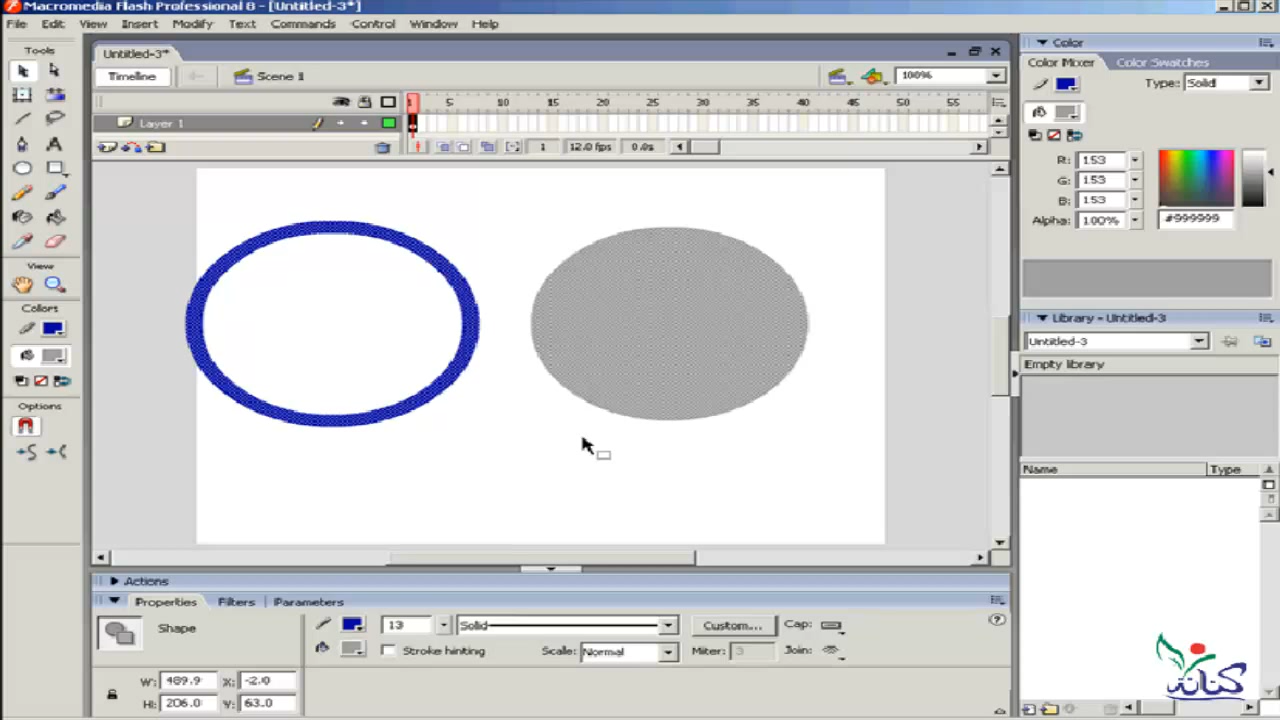 Macromedia Flash Professional 8 - [Untitled-3*]
File Edit View Insert Modify Text Commands Control Window Help
Tools
View
Colors
Options
Untitled-3*
Timeline
Scene 1
100%
1 5 10 15 20 25 30 35 40 45 50 55
Layer 1
1 12.0 fps 0.0s
Actions
Properties Filters Parameters
Shape
13
Solid
Custom...
Cap:
Stroke hinting
Scale: Normal
Miter: 3
Join:
W: 489.9 X: -2.0
H: 206.0 Y: 63.0
Color
Color Mixer Color Swatches
Type: Solid
R: 153
G: 153
B: 153
Alpha: 100%
#999999
Library - Untitled-3
Untitled-3
Empty library
Name Type
كنانة